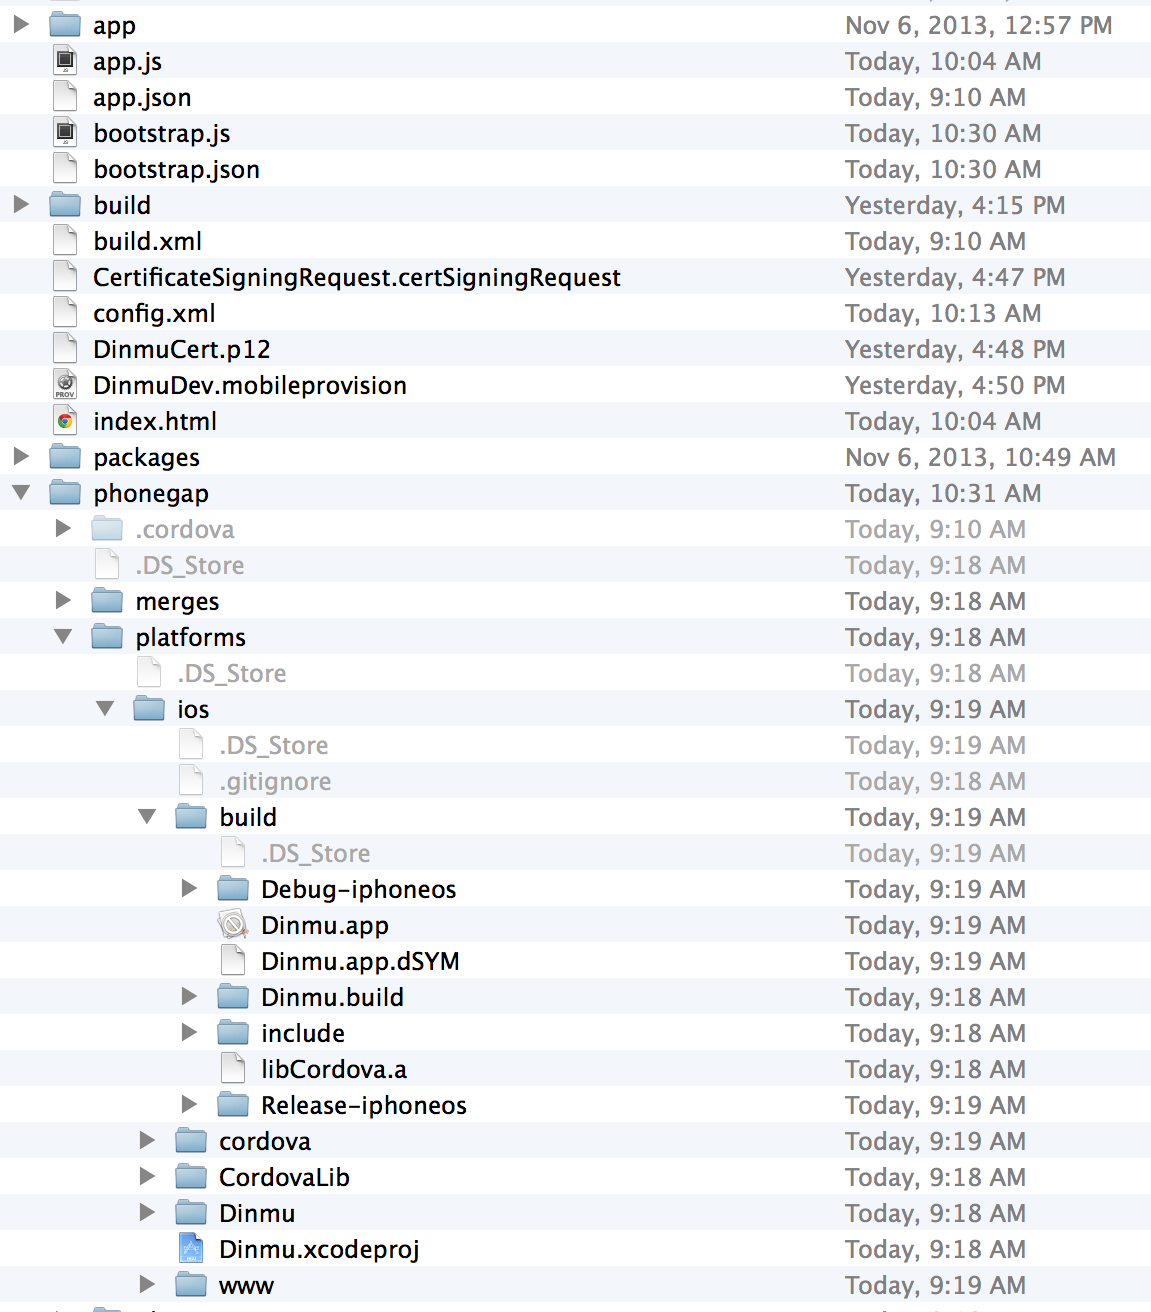 app Nov 6, 2013, 12:57 PM
app.js Today, 10:04 AM
app.json Today, 9:10 AM
bootstrap.js Today, 10:30 AM
bootstrap.json Today, 10:30 AM
build Yesterday, 4:15 PM
build.xml Today, 9:10 AM
CertificateSigningRequest.certSigningRequest Yesterday, 4:47 PM
config.xml Today, 10:13 AM
DinmuCert.p12 Yesterday, 4:48 PM
DinmuDev.mobileprovision Yesterday, 4:50 PM
index.html Today, 10:04 AM
packages Nov 6, 2013, 10:49 AM
phonegap Today, 10:31 AM
.cordova Today, 9:10 AM
.DS_Store Today, 9:18 AM
merges Today, 9:18 AM
platforms Today, 9:18 AM
.DS_Store Today, 9:18 AM
ios Today, 9:19 AM
.DS_Store Today, 9:19 AM
.gitignore Today, 9:18 AM
build Today, 9:19 AM
.DS_Store Today, 9:19 AM
Debug-iphoneos Today, 9:19 AM
Dinmu.app Today, 9:19 AM
Dinmu.app.dSYM Today, 9:19 AM
Dinmu.build Today, 9:18 AM
include Today, 9:18 AM
libCordova.a Today, 9:18 AM
Release-iphoneos Today, 9:19 AM
cordova Today, 9:19 AM
CordovaLib Today, 9:18 AM
Dinmu Today, 9:18 AM
Dinmu.xcodeproj Today, 9:18 AM
www Today, 9:19 AM